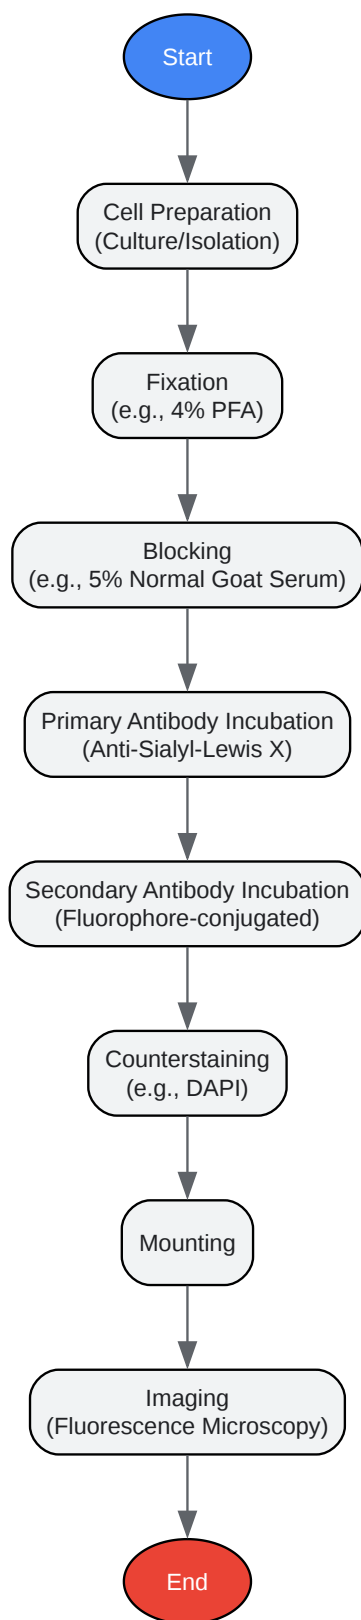 Start
Cell Preparation
(Culture/Isolation)
Fixation
(e.g., 4% PFA)
Blocking
(e.g., 5% Normal Goat Serum)
Primary Antibody Incubation
(Anti-Sialyl-Lewis X)
Secondary Antibody Incubation
(Fluorophore-conjugated)
Counterstaining
(e.g., DAPI)
Mounting
Imaging
(Fluorescence Microscopy)
End